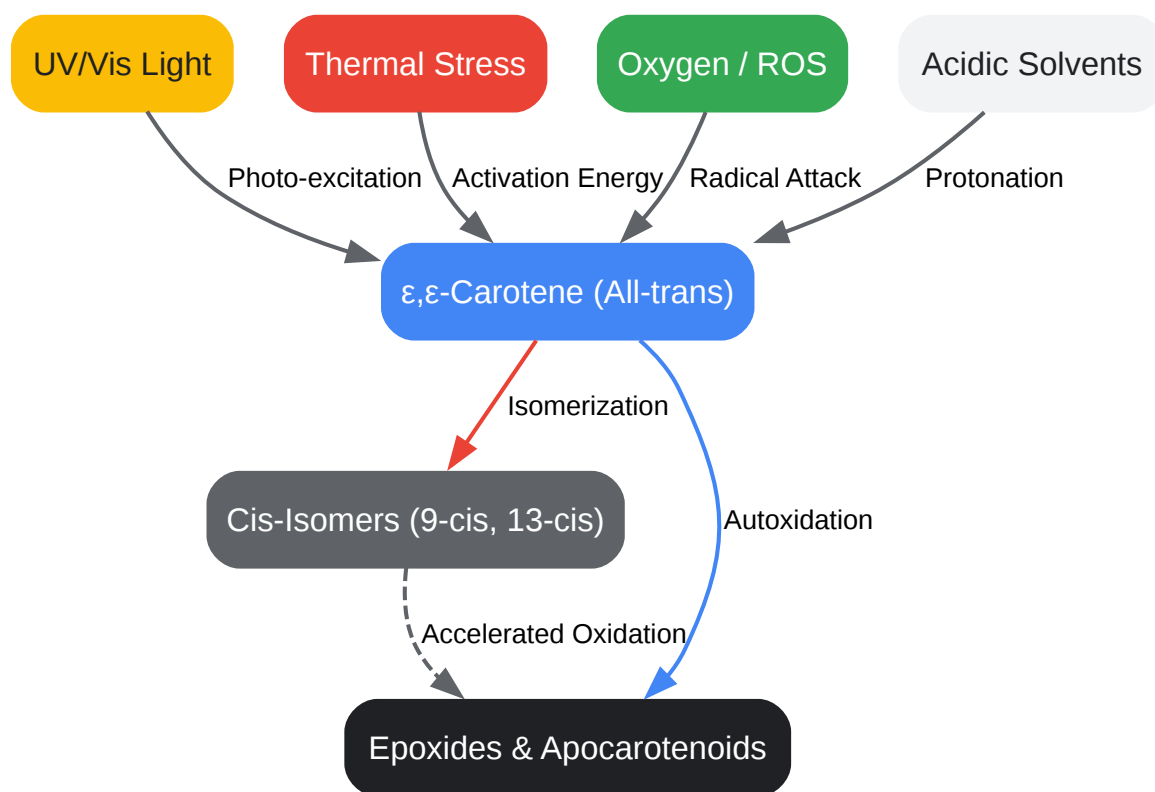 UV/Vis Light
Thermal Stress
Oxygen / ROS
Acidic Solvents
Photo-excitation
Activation Energy
Radical Attack
Protonation
ε,ε-Carotene (All-trans)
Isomerization
Cis-Isomers (9-cis, 13-cis)
Autoxidation
Accelerated Oxidation
Epoxides & Apocarotenoids